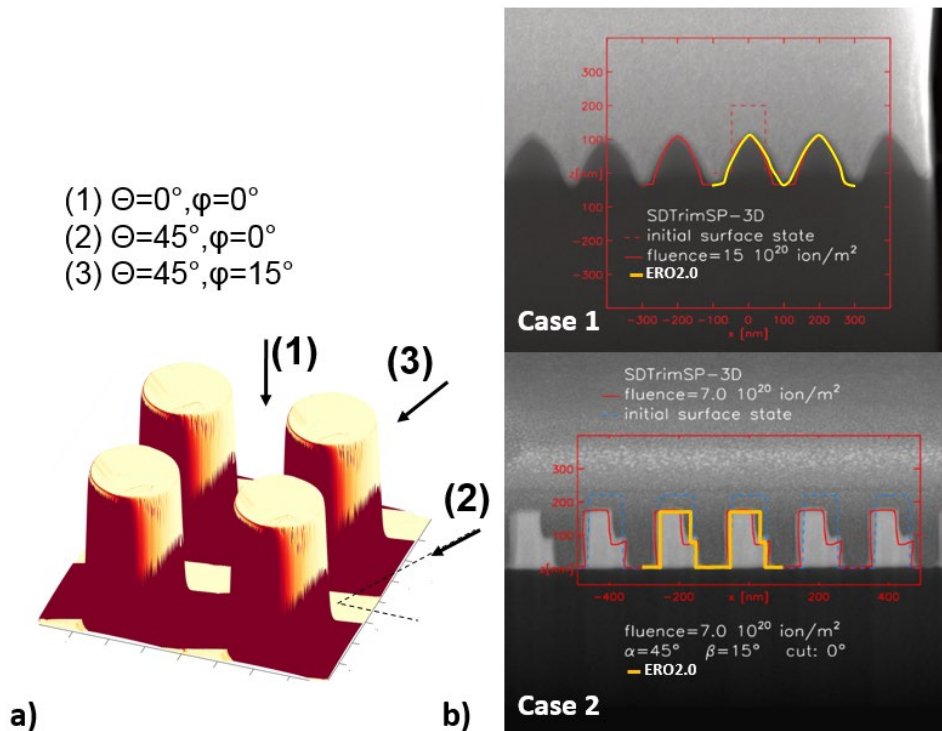 (1) Θ=0°,φ=0°
(2) Θ=45°,φ=0°
(3) Θ=45°,φ=15°
(1)
(3)
(2)
a)
b)
300
200
100
0
-100
-200
-300
z[nm]
SDTrimSP-3D
initial surface state
fluence=15 10²⁰ ion/m²
ERO2.0
-300 -200 -100 0 100 200 300
x [nm]
Case 1
SDTrimSP-3D
fluence=7.0 10²⁰ ion/m²
initial surface state
300
200
100
0
z[nm]
-400 -200 x [nm] 200 400
fluence=7.0 10²⁰ ion/m²
α=45° β=15° cut: 0°
ERO2.0
Case 2